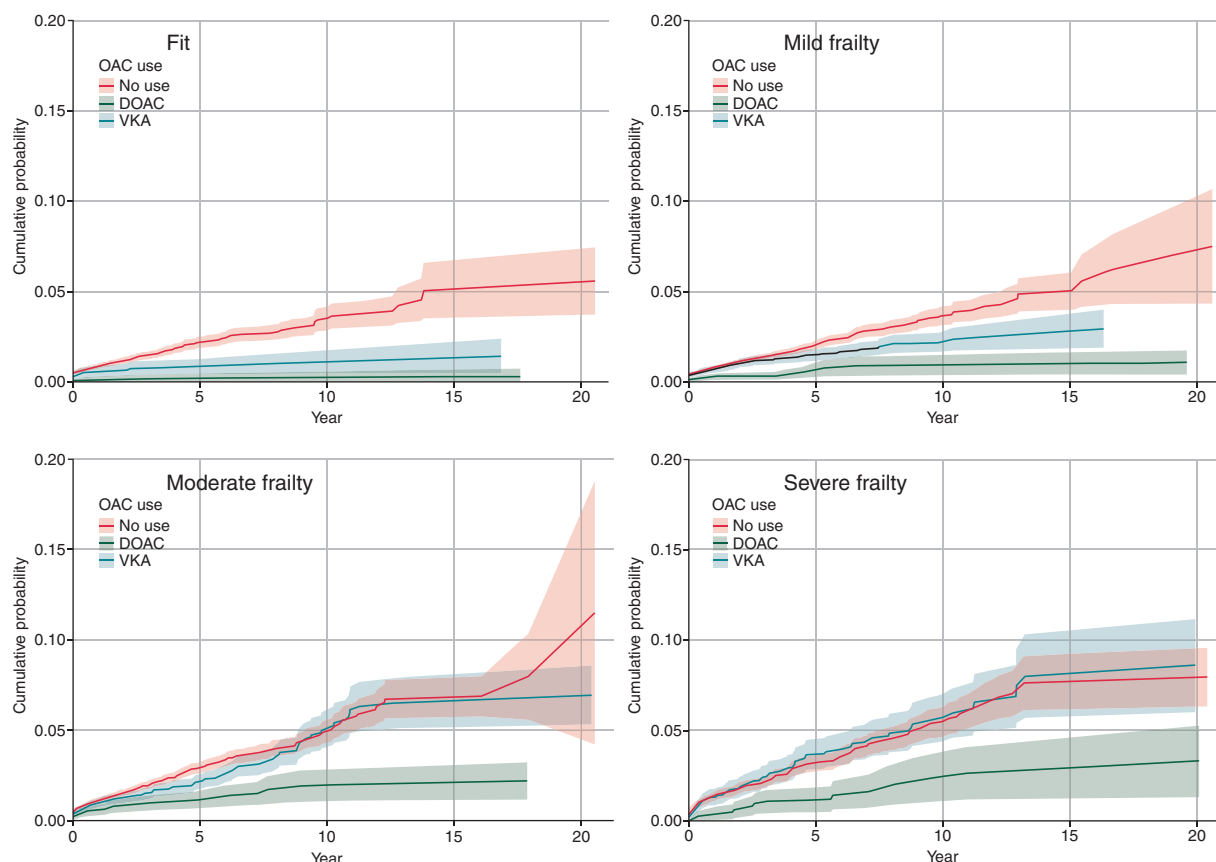 Fit
OAC use
No use
DOAC
VKA
Cumulative probability
0.20
0.15
0.10
0.05
0.00
0 5 10 15 20
Year
Mild frailty
OAC use
No use
DOAC
VKA
Cumulative probability
0.20
0.15
0.10
0.05
0.00
0 5 10 15 20
Year
Moderate frailty
OAC use
No use
DOAC
VKA
Cumulative probability
0.20
0.15
0.10
0.05
0.00
0 5 10 15 20
Year
Severe frailty
OAC use
No use
DOAC
VKA
Cumulative probability
0.20
0.15
0.10
0.05
0.00
0 5 10 15 20
Year